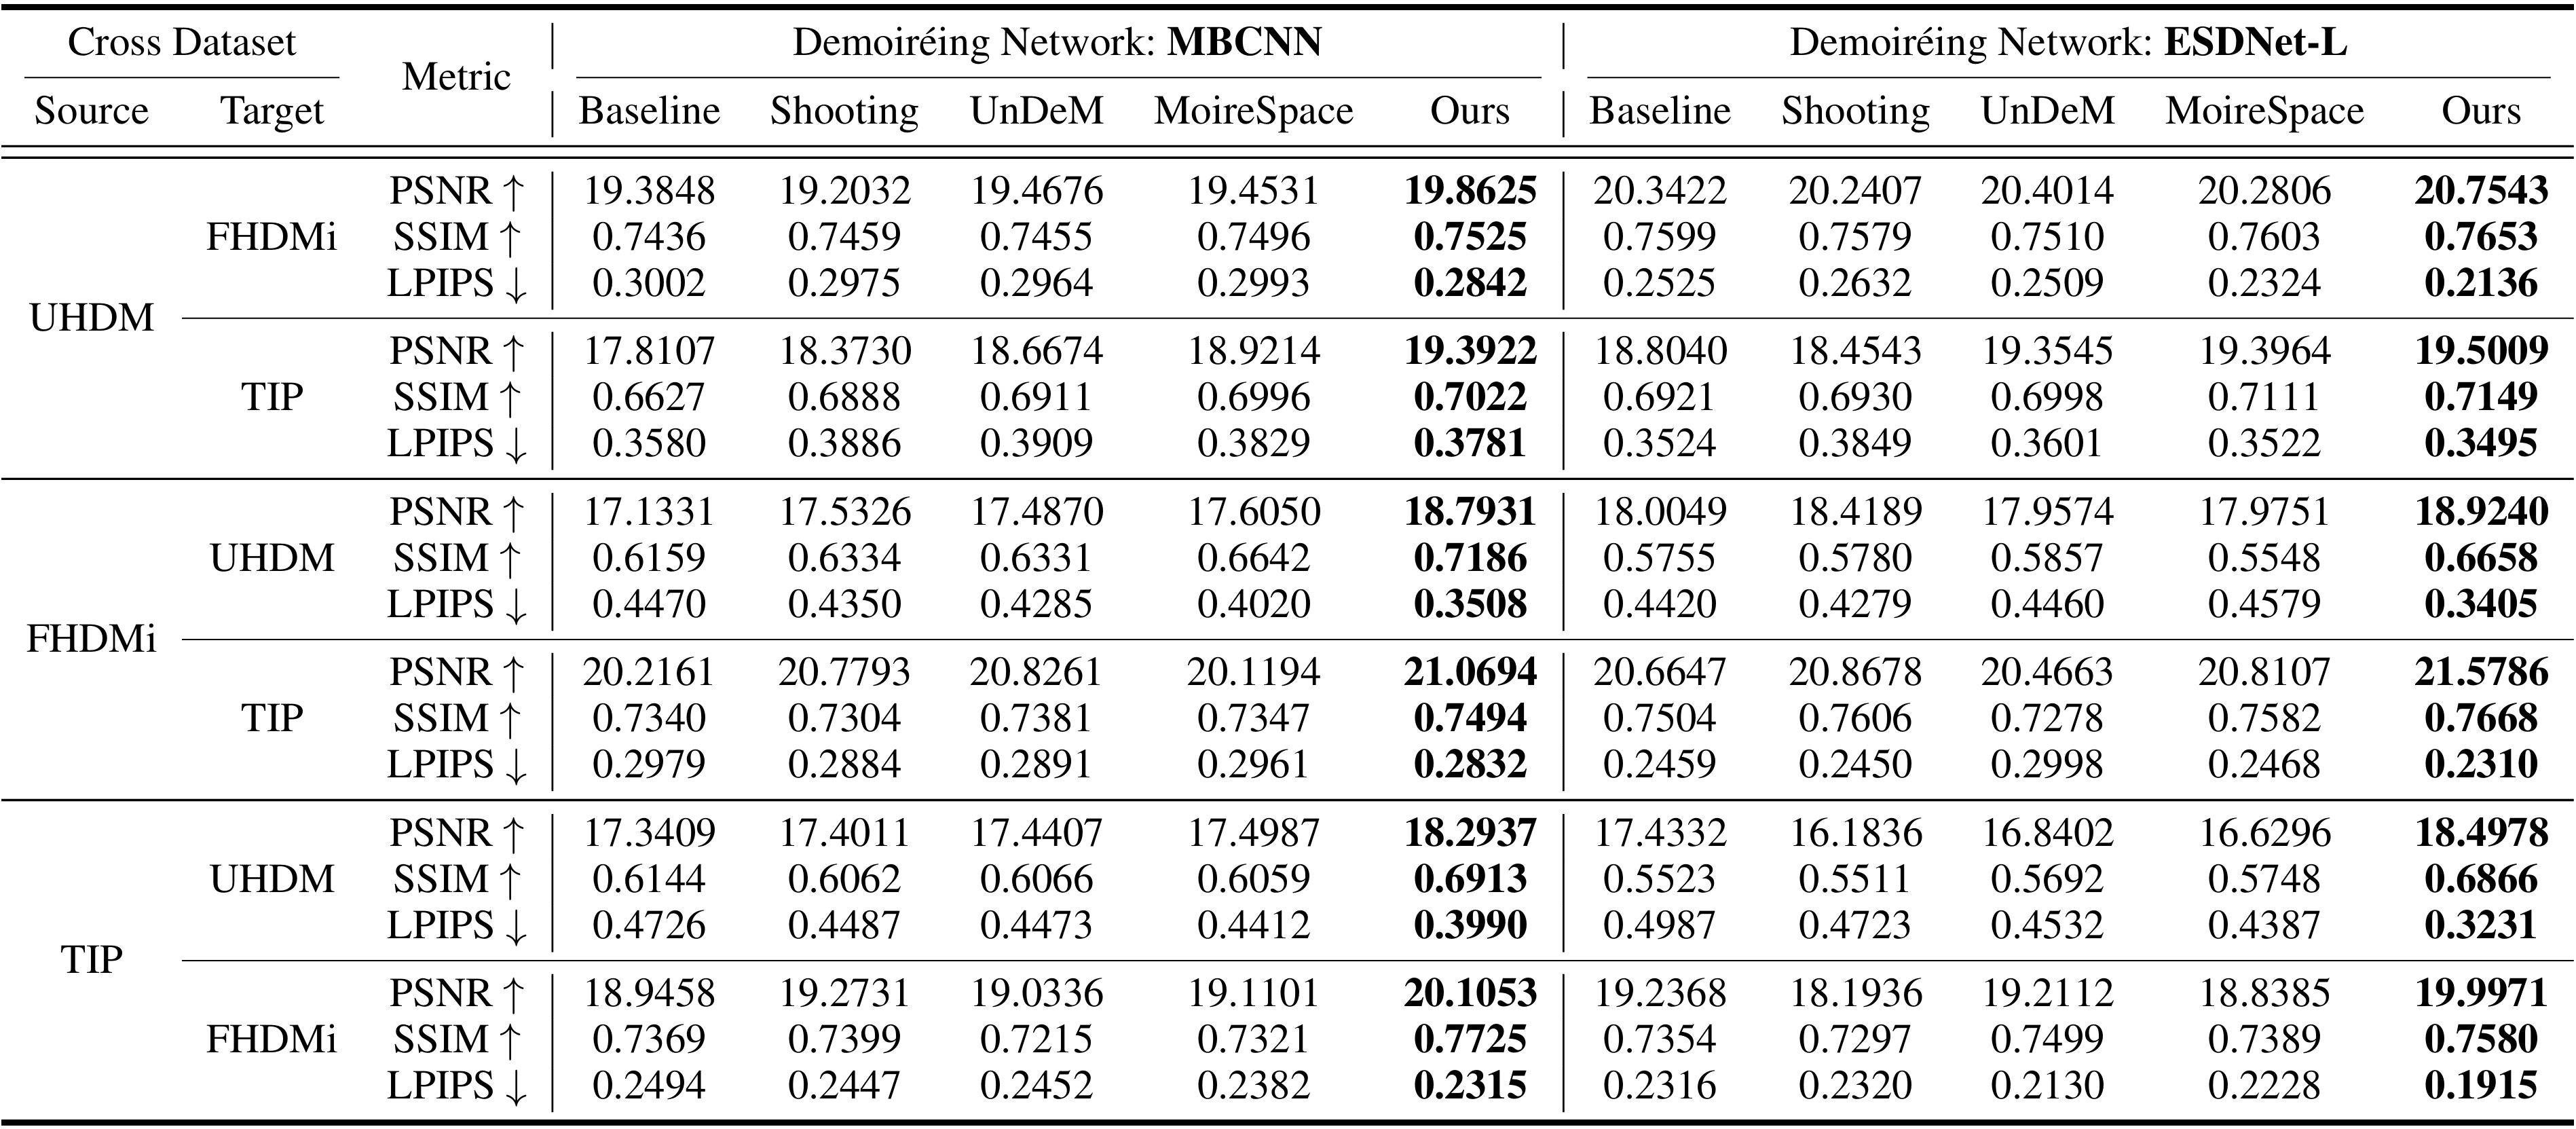 Cross Dataset Metric Demoiréing Network: MBCNN Demoiréing Network: ESDNet-L
Source Target Baseline Shooting UnDeM MoireSpace Ours Baseline Shooting UnDeM MoireSpace Ours
PSNR ↑ 19.3848 19.2032 19.4676 19.4531 19.8625 20.3422 20.2407 20.4014 20.2806 20.7543
FHDMi SSIM ↑ 0.7436 0.7459 0.7455 0.7496 0.7525 0.7599 0.7579 0.7510 0.7603 0.7653
LPIPS ↓ 0.3002 0.2975 0.2964 0.2993 0.2842 0.2525 0.2632 0.2509 0.2324 0.2136
UHDM
PSNR ↑ 17.8107 18.3730 18.6674 18.9214 19.3922 18.8040 18.4543 19.3545 19.3964 19.5009
TIP SSIM ↑ 0.6627 0.6888 0.6911 0.6996 0.7022 0.6921 0.6930 0.6998 0.7111 0.7149
LPIPS ↓ 0.3580 0.3886 0.3909 0.3829 0.3781 0.3524 0.3849 0.3601 0.3522 0.3495
PSNR ↑ 17.1331 17.5326 17.4870 17.6050 18.7931 18.0049 18.4189 17.9574 17.9751 18.9240
UHDM SSIM ↑ 0.6159 0.6334 0.6331 0.6642 0.7186 0.5755 0.5780 0.5857 0.5548 0.6658
LPIPS ↓ 0.4470 0.4350 0.4285 0.4020 0.3508 0.4420 0.4279 0.4460 0.4579 0.3405
FHDMi
PSNR ↑ 20.2161 20.7793 20.8261 20.1194 21.0694 20.6647 20.8678 20.4663 20.8107 21.5786
TIP SSIM ↑ 0.7340 0.7304 0.7381 0.7347 0.7494 0.7504 0.7606 0.7278 0.7582 0.7668
LPIPS ↓ 0.2979 0.2884 0.2891 0.2961 0.2832 0.2459 0.2450 0.2998 0.2468 0.2310
PSNR ↑ 17.3409 17.4011 17.4407 17.4987 18.2937 17.4332 16.1836 16.8402 16.6296 18.4978
UHDM SSIM ↑ 0.6144 0.6062 0.6066 0.6059 0.6913 0.5523 0.5511 0.5692 0.5748 0.6866
LPIPS ↓ 0.4726 0.4487 0.4473 0.4412 0.3990 0.4987 0.4723 0.4532 0.4387 0.3231
TIP
PSNR ↑ 18.9458 19.2731 19.0336 19.1101 20.1053 19.2368 18.1936 19.2112 18.8385 19.9971
FHDMi SSIM ↑ 0.7369 0.7399 0.7215 0.7321 0.7725 0.7354 0.7297 0.7499 0.7389 0.7580
LPIPS ↓ 0.2494 0.2447 0.2452 0.2382 0.2315 0.2316 0.2320 0.2130 0.2228 0.1915